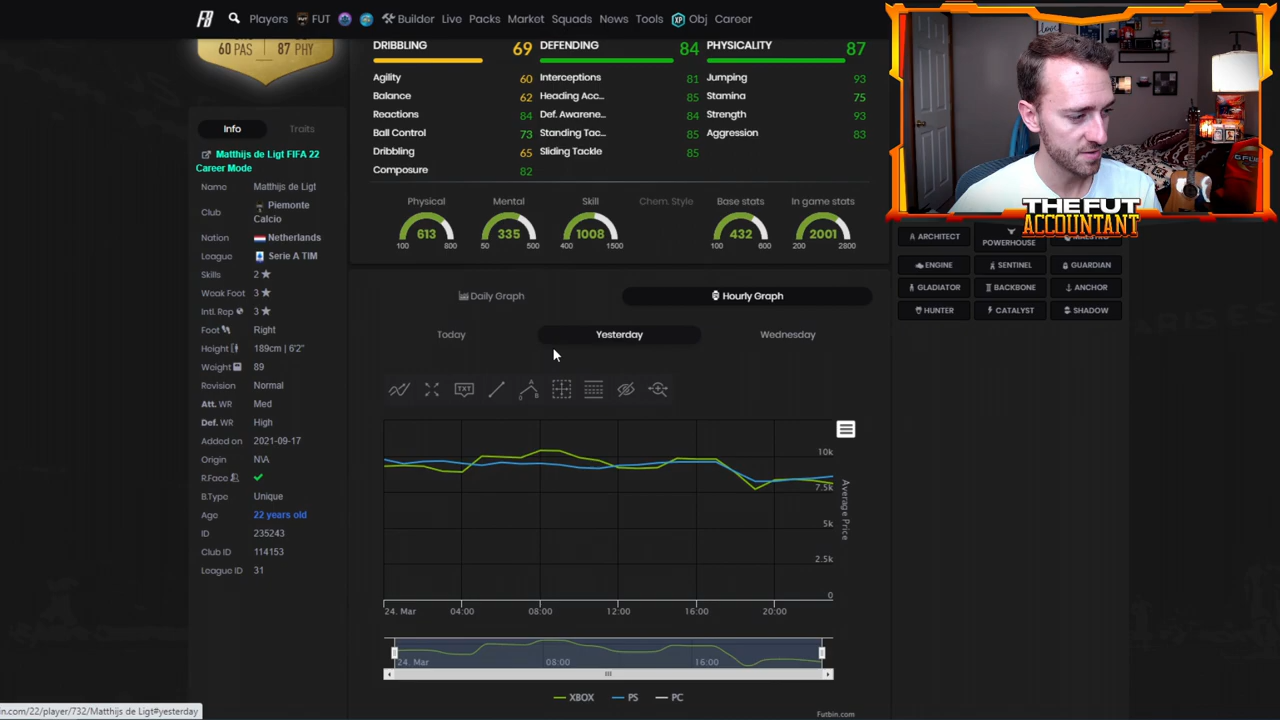 F8 Players FUT Builder Live Packs Market Squads News Tools XP Obj Career
60 PAS 87 PHY
DRIBBLING 69 DEFENDING 84 PHYSICALITY 87
Agility 60 Interceptions 81 Jumping 93
Balance 62 Heading Acc... 85 Stamina 75
Reactions 84 Def. Awarene... 84 Strength 93
Ball Control 73 Standing Tac... 85 Aggression 83
Dribbling 65 Sliding Tackle 85
Composure 82
Info Traits
Matthijs de Ligt FIFA 22
Career Mode
Name Matthijs de Ligt
Club Piemonte
Calcio
Nation Netherlands
League Serie A TIM
Skills 2
Weak Foot 3
Intl. Rep 3
Foot Right
Height 189cm | 6'2"
Weight 89
Revision Normal
Att. WR Med
Def. WR High
Added on 2021-09-17
Origin N\A
R.Face
B.Type Unique
Age 22 years old
ID 235243
Club ID 114153
League ID 31
Physical Mental Skill Chem. Style Base stats In game stats
613 335 1008 432 2001
100 800 50 500 400 1500 100 600 200 2800
THE FUT
ACCOUNTANT
ARCHITECT POWERHOUSE
ENGINE SENTINEL GUARDIAN
GLADIATOR BACKBONE ANCHOR
HUNTER CATALYST SHADOW
Daily Graph Hourly Graph
Today Yesterday Wednesday
TXT
10k
7.5k
5k
2.5k
0
Average Price
24. Mar 04:00 08:00 12:00 16:00 20:00
24. Mar 08:00 16:00
XBOX PS PC
Futbin.com
in.com/22/player/732/Matthijs de Ligt#yesterday